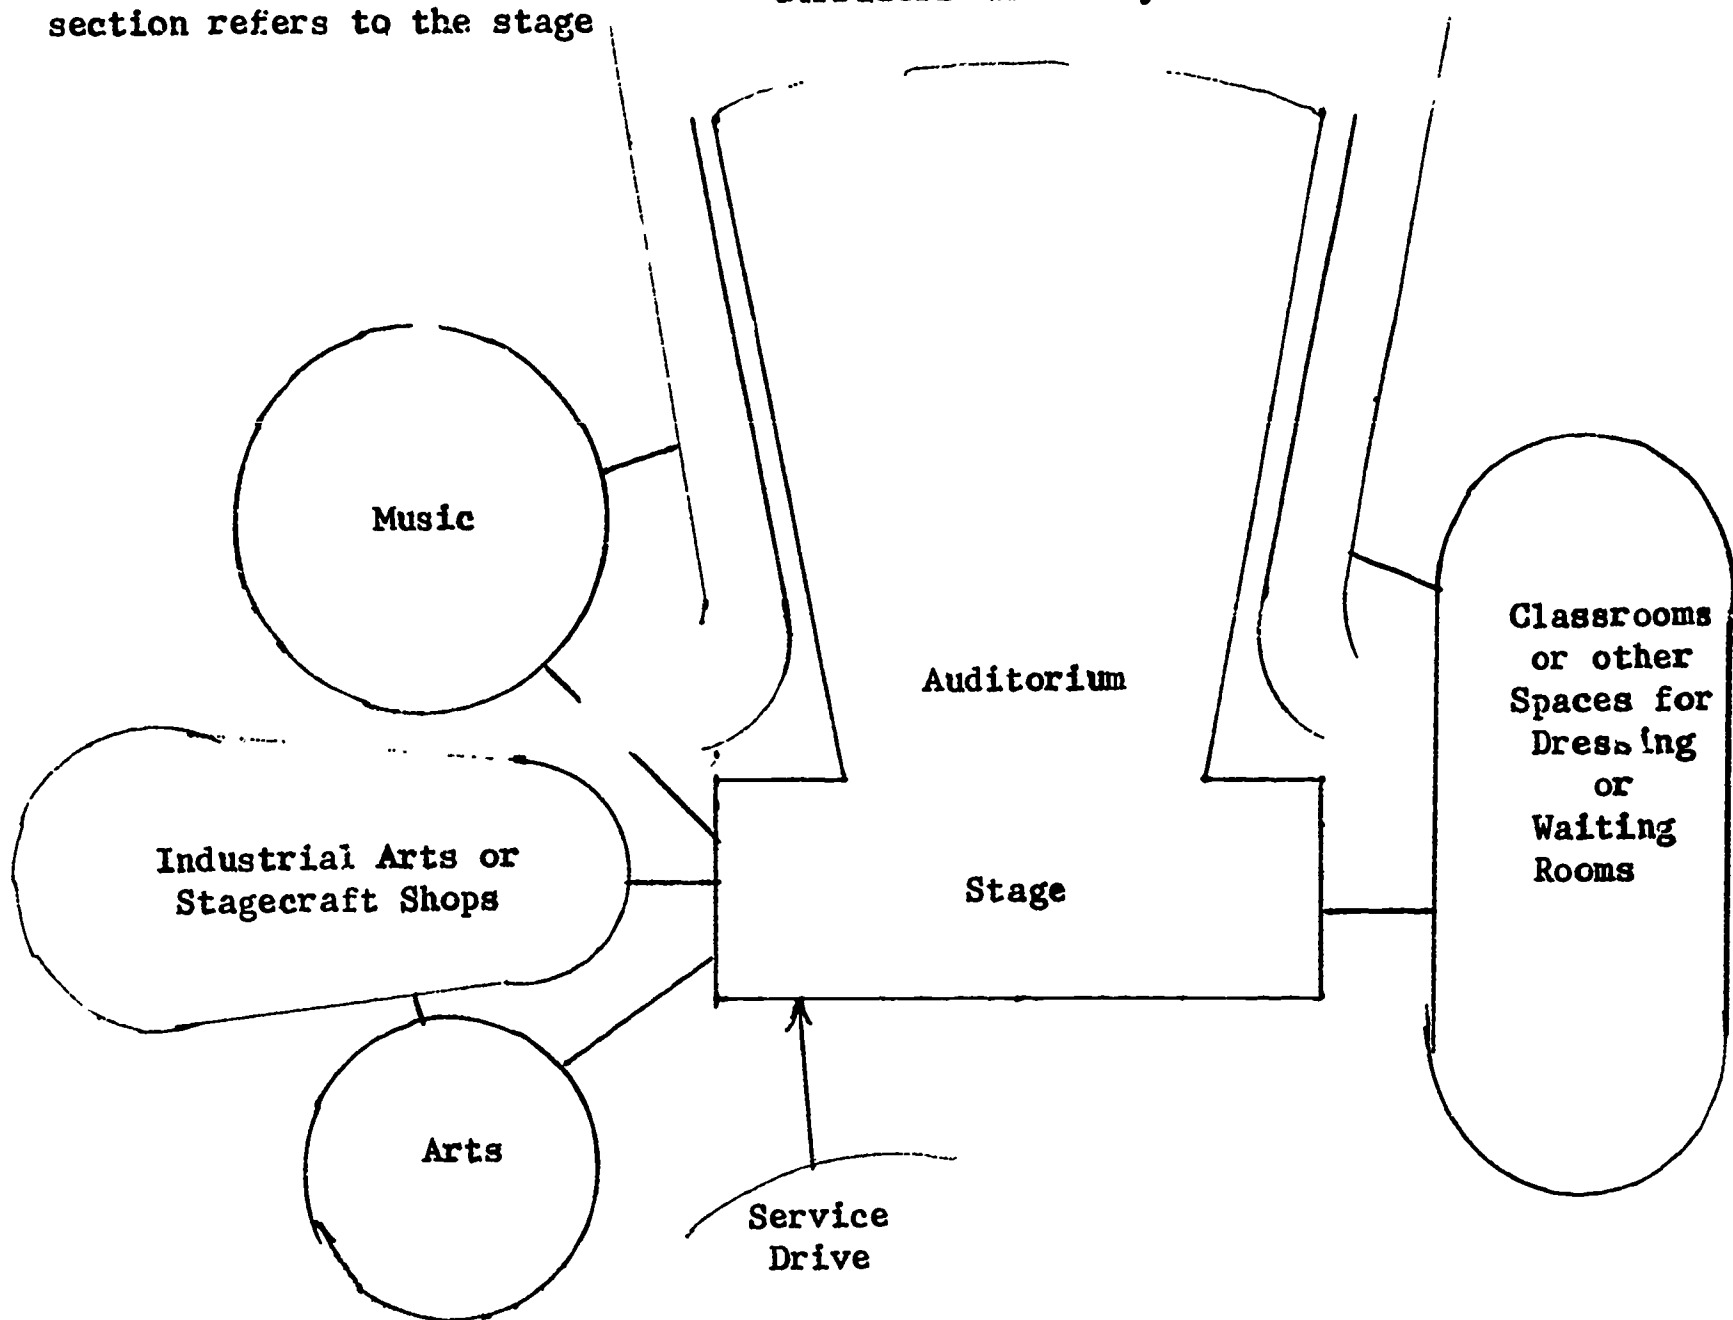 section refers to the stage
Music
Auditorium
Classrooms
or other
Spaces for
Dressing
or
Waiting
Rooms
Industrial Arts or
Stagecraft Shops
Stage
Arts
Service
Drive